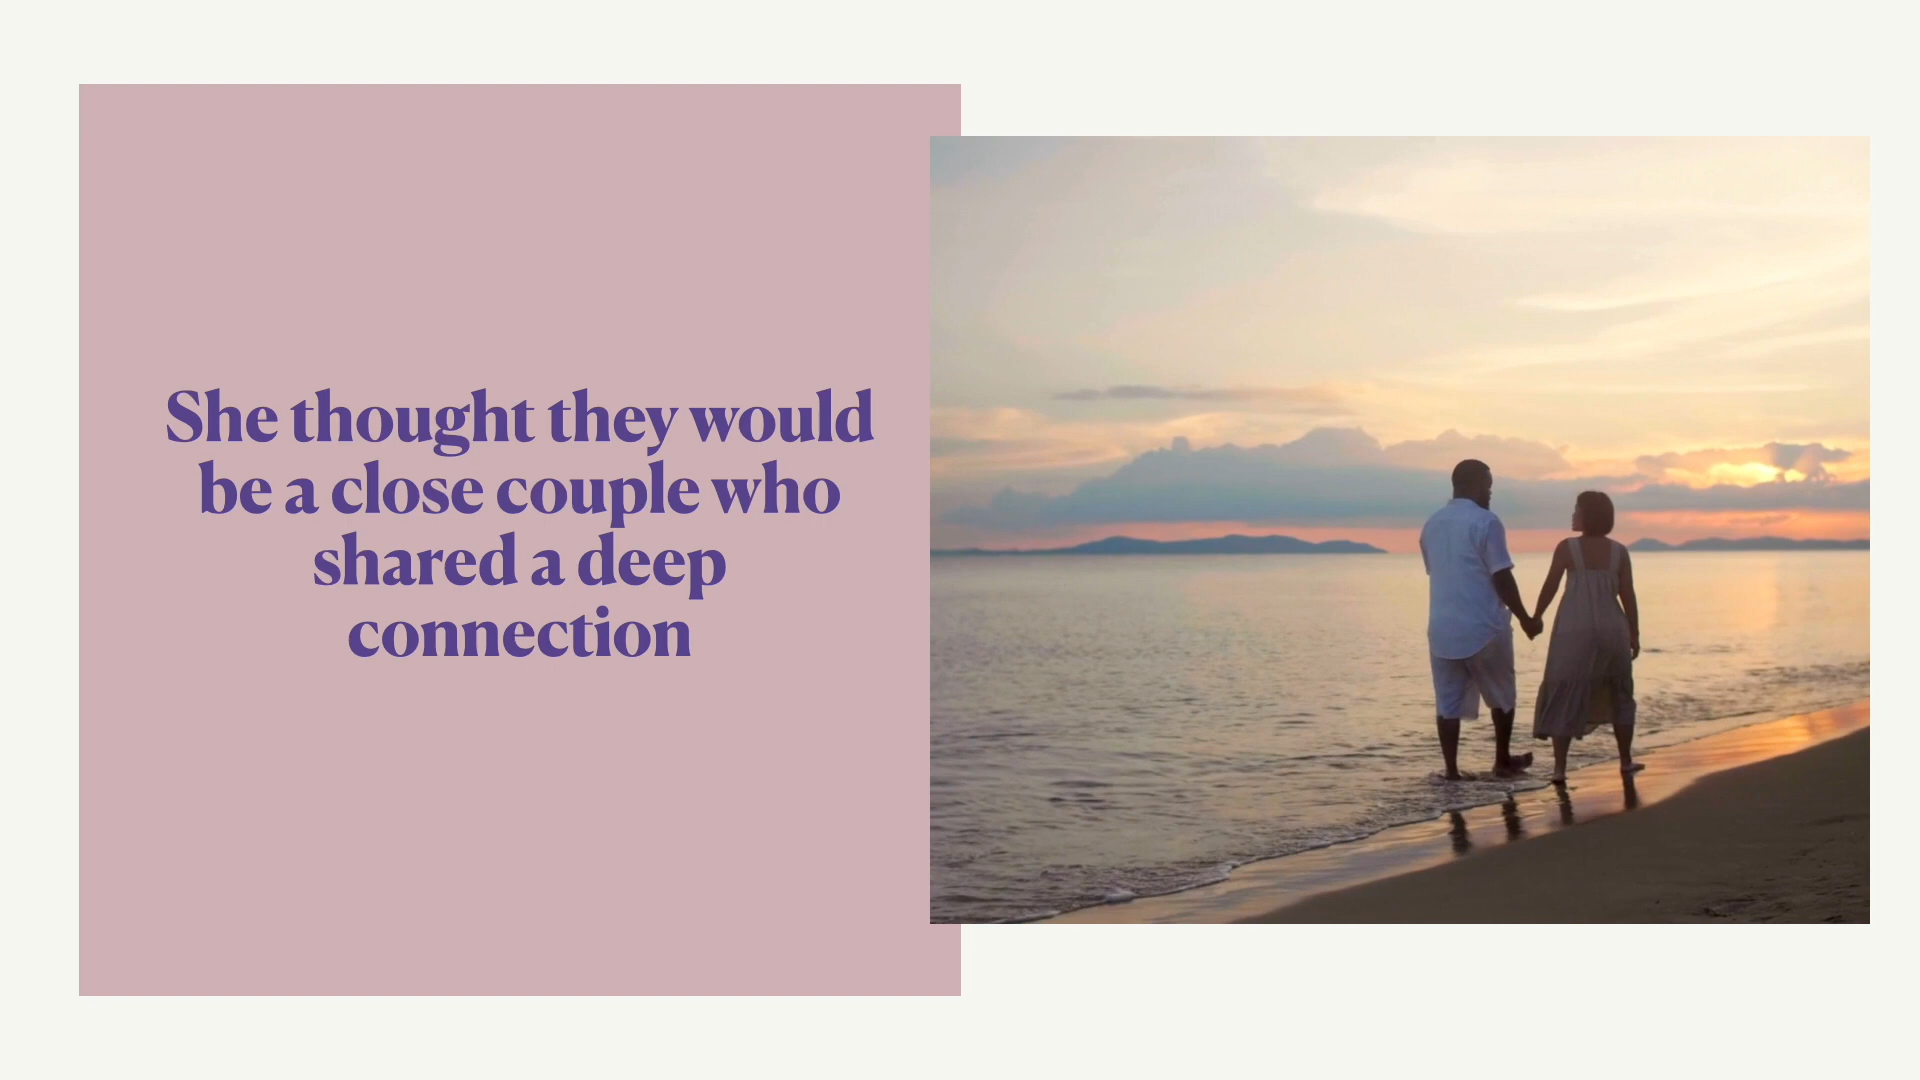 She thought they would
be a close couple who
shared a deep
connection